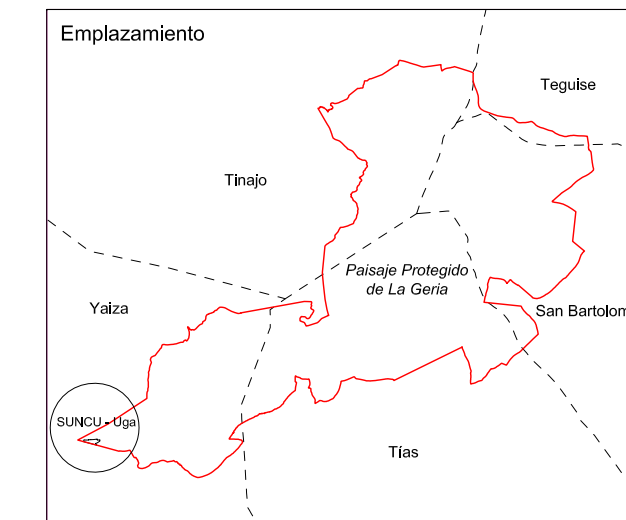 Emplazamiento
Teguise
Tinajo
Paisaje Protegido
de La Geria
Yaiza
San Bartolom
SUNCU - Uga
Tías